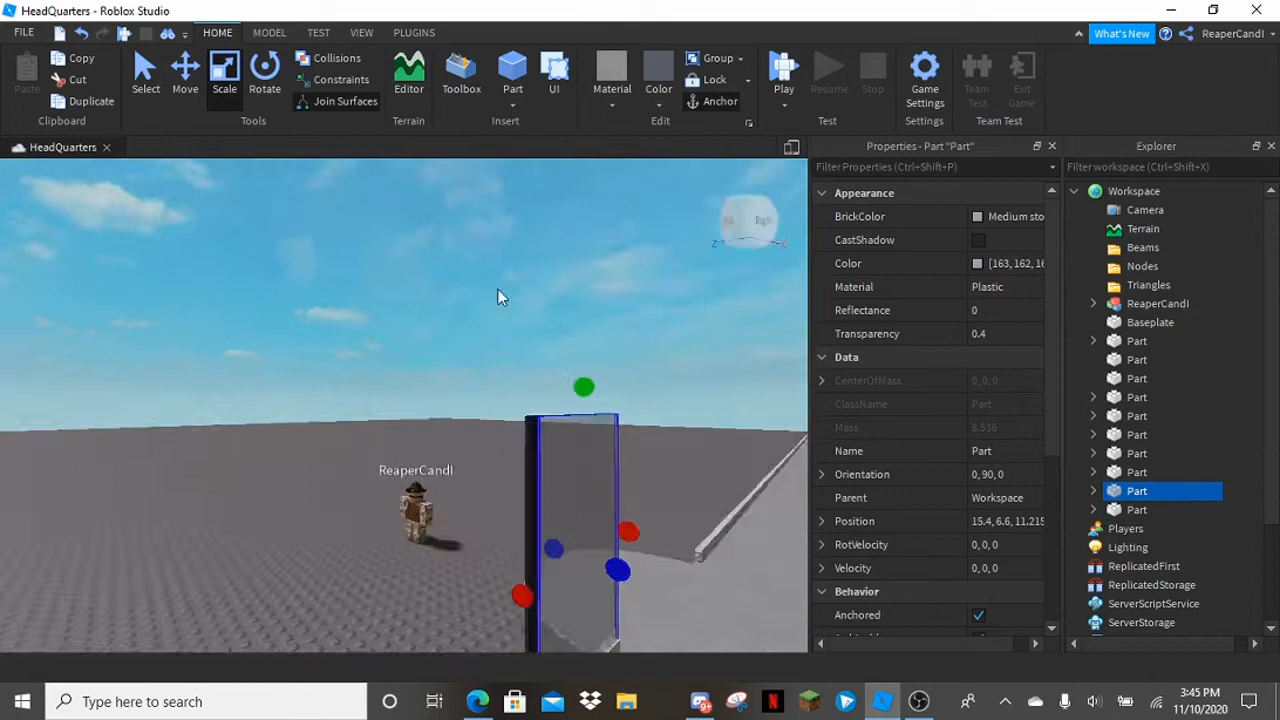 HeadQuarters - Roblox Studio
FILE HOME MODEL TEST VIEW PLUGINS What's New ReaperCandI
Paste Copy Cut Duplicate Clipboard
Select Move Scale Rotate Collisions Constraints Join Surfaces Tools
Editor Terrain
Toolbox Part UI Insert
Material Color Group Lock Anchor Edit
Play Resume Stop Test
Game Settings Settings
Team Test Exit Game Team Test
HeadQuarters
ReaperCandI
Properties - Part "Part"
Filter Properties (Ctrl+Shift+P)
Appearance
BrickColor Medium sto
CastShadow
Color [163, 162, 16
Material Plastic
Reflectance 0
Transparency 0.4
Data
CenterOfMass 0, 0, 0
ClassName Part
Mass 6.536
Name Part
Orientation 0, 90, 0
Parent Workspace
Position 15.4, 6.6, 11.215
RotVelocity 0, 0, 0
Velocity 0, 0, 0
Behavior
Anchored
Explorer
Filter workspace (Ctrl+Shift+X)
Workspace
Camera
Terrain
Beams
Nodes
Triangles
ReaperCandI
Baseplate
Part
Part
Part
Part
Part
Part
Part
Part
Part
Part
Players
Lighting
ReplicatedFirst
ReplicatedStorage
ServerScriptService
ServerStorage
Type here to search
3:45 PM
11/10/2020